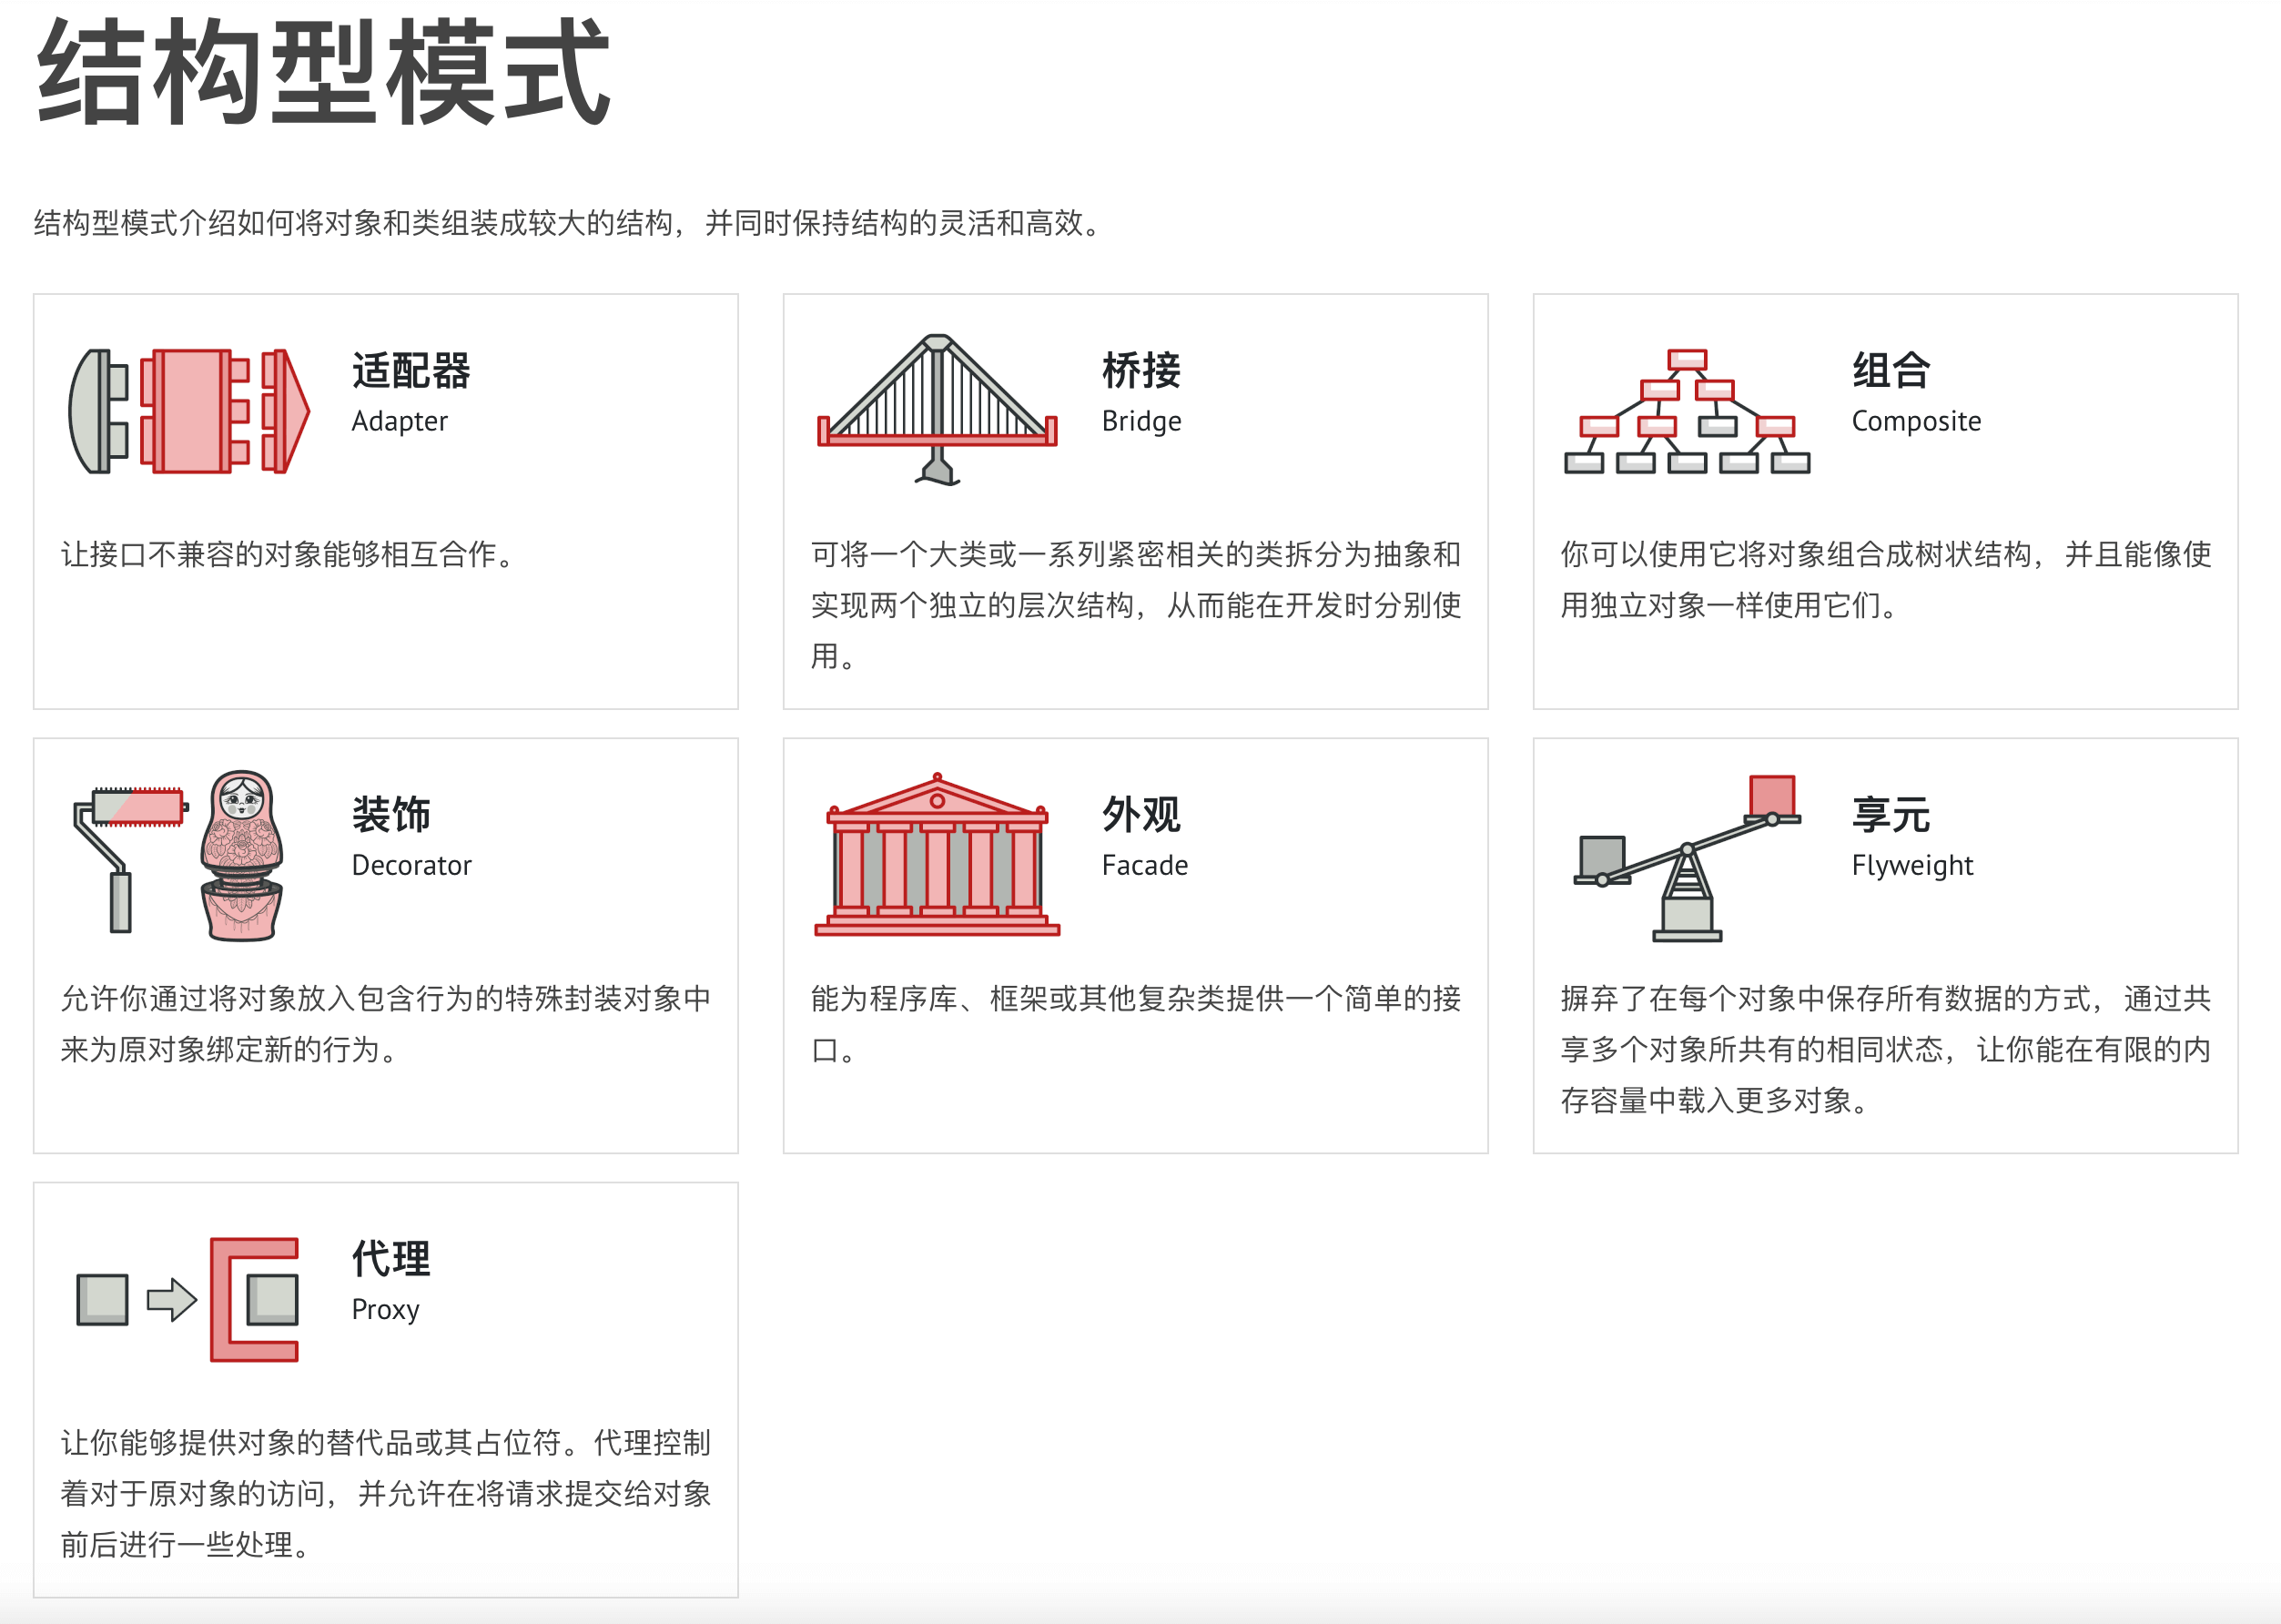 结构型模式
结构型模式介绍如何将对象和类组装成较大的结构，并同时保持结构的灵活和高效。
适配器
Adapter
让接口不兼容的对象能够相互合作。
桥接
Bridge
可将一个大类或一系列紧密相关的类拆分为抽象和
实现两个独立的层次结构，从而能在开发时分别使
用。
组合
Composite
你可以使用它将对象组合成树状结构，并且能像使
用独立对象一样使用它们。
装饰
Decorator
允许你通过将对象放入包含行为的特殊封装对象中
来为原对象绑定新的行为。
外观
Facade
能为程序库、框架或其他复杂类提供一个简单的接
口。
享元
Flyweight
摒弃了在每个对象中保存所有数据的方式，通过共
享多个对象所共有的相同状态，让你能在有限的内
存容量中载入更多对象。
代理
Proxy
让你能够提供对象的替代品或其占位符。代理控制
着对于原对象的访问，并允许在将请求提交给对象
前后进行一些处理。